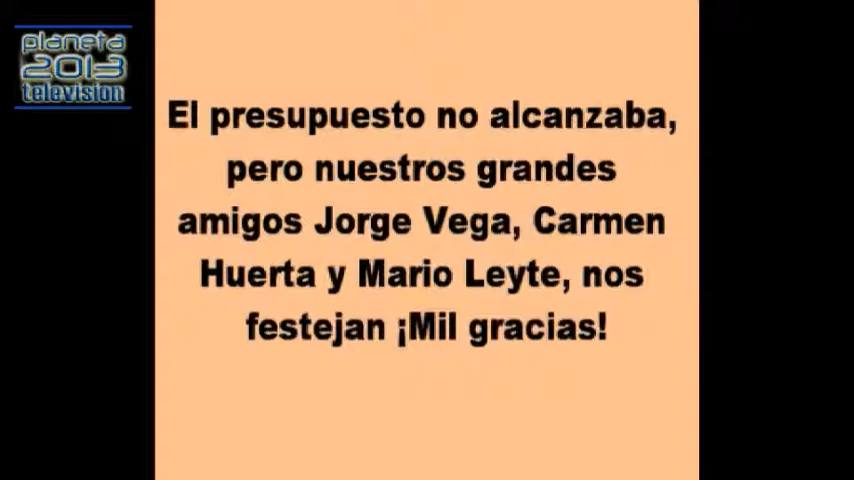 planeta
2013
televisión
El presupuesto no alcanzaba,
pero nuestros grandes
amigos Jorge Vega, Carmen
Huerta y Mario Leyte, nos
festejan ¡Mil gracias!